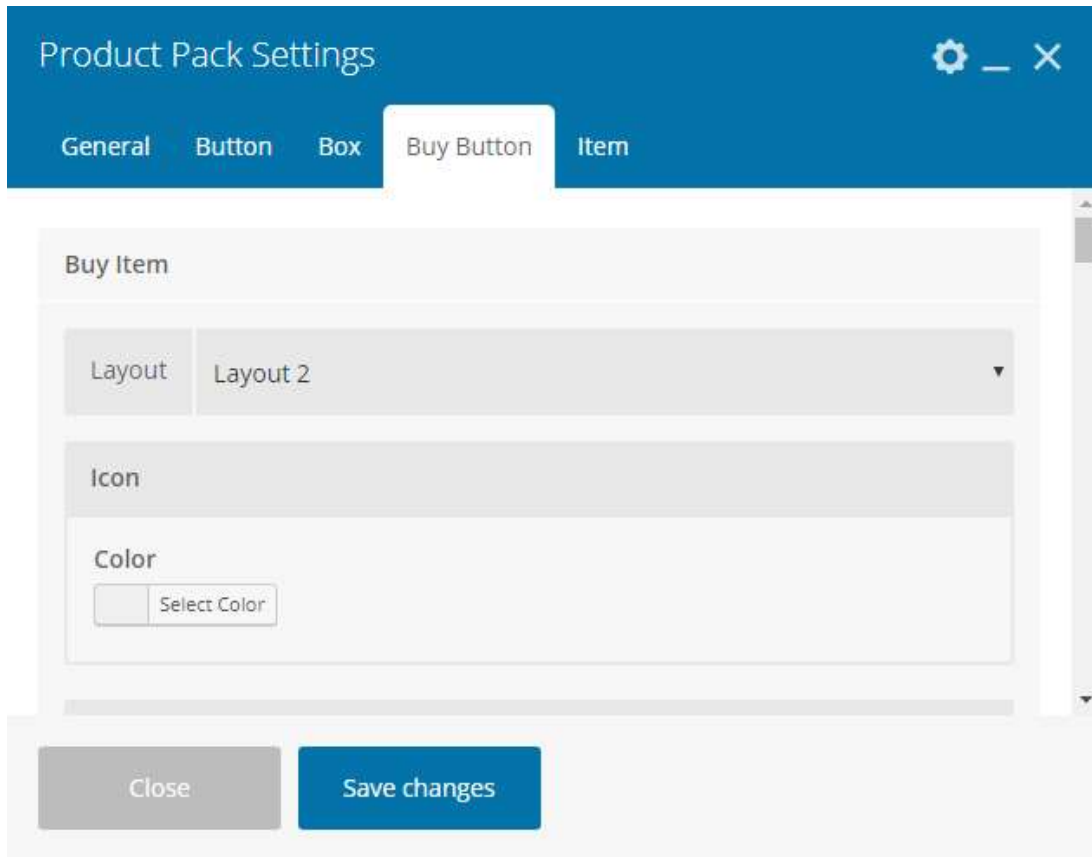 Product Pack Settings
General Button Box Buy Button Item
Buy Item
Layout Layout 2
Icon
Color
Select Color
Close Save changes